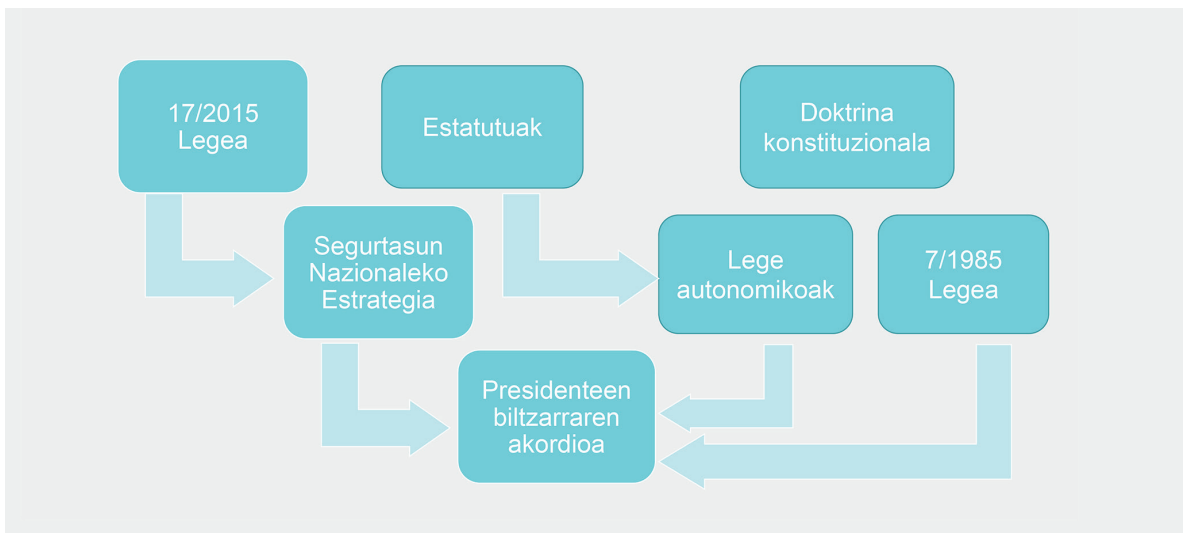 17/2015
Legea
Estatutuak
Doktrina
konstituzionala
Segurtasun
Nazionaleko
Estrategia
Lege
autonomikoak
7/1985
Legea
Presidenteen
biltzarraren
akordioa